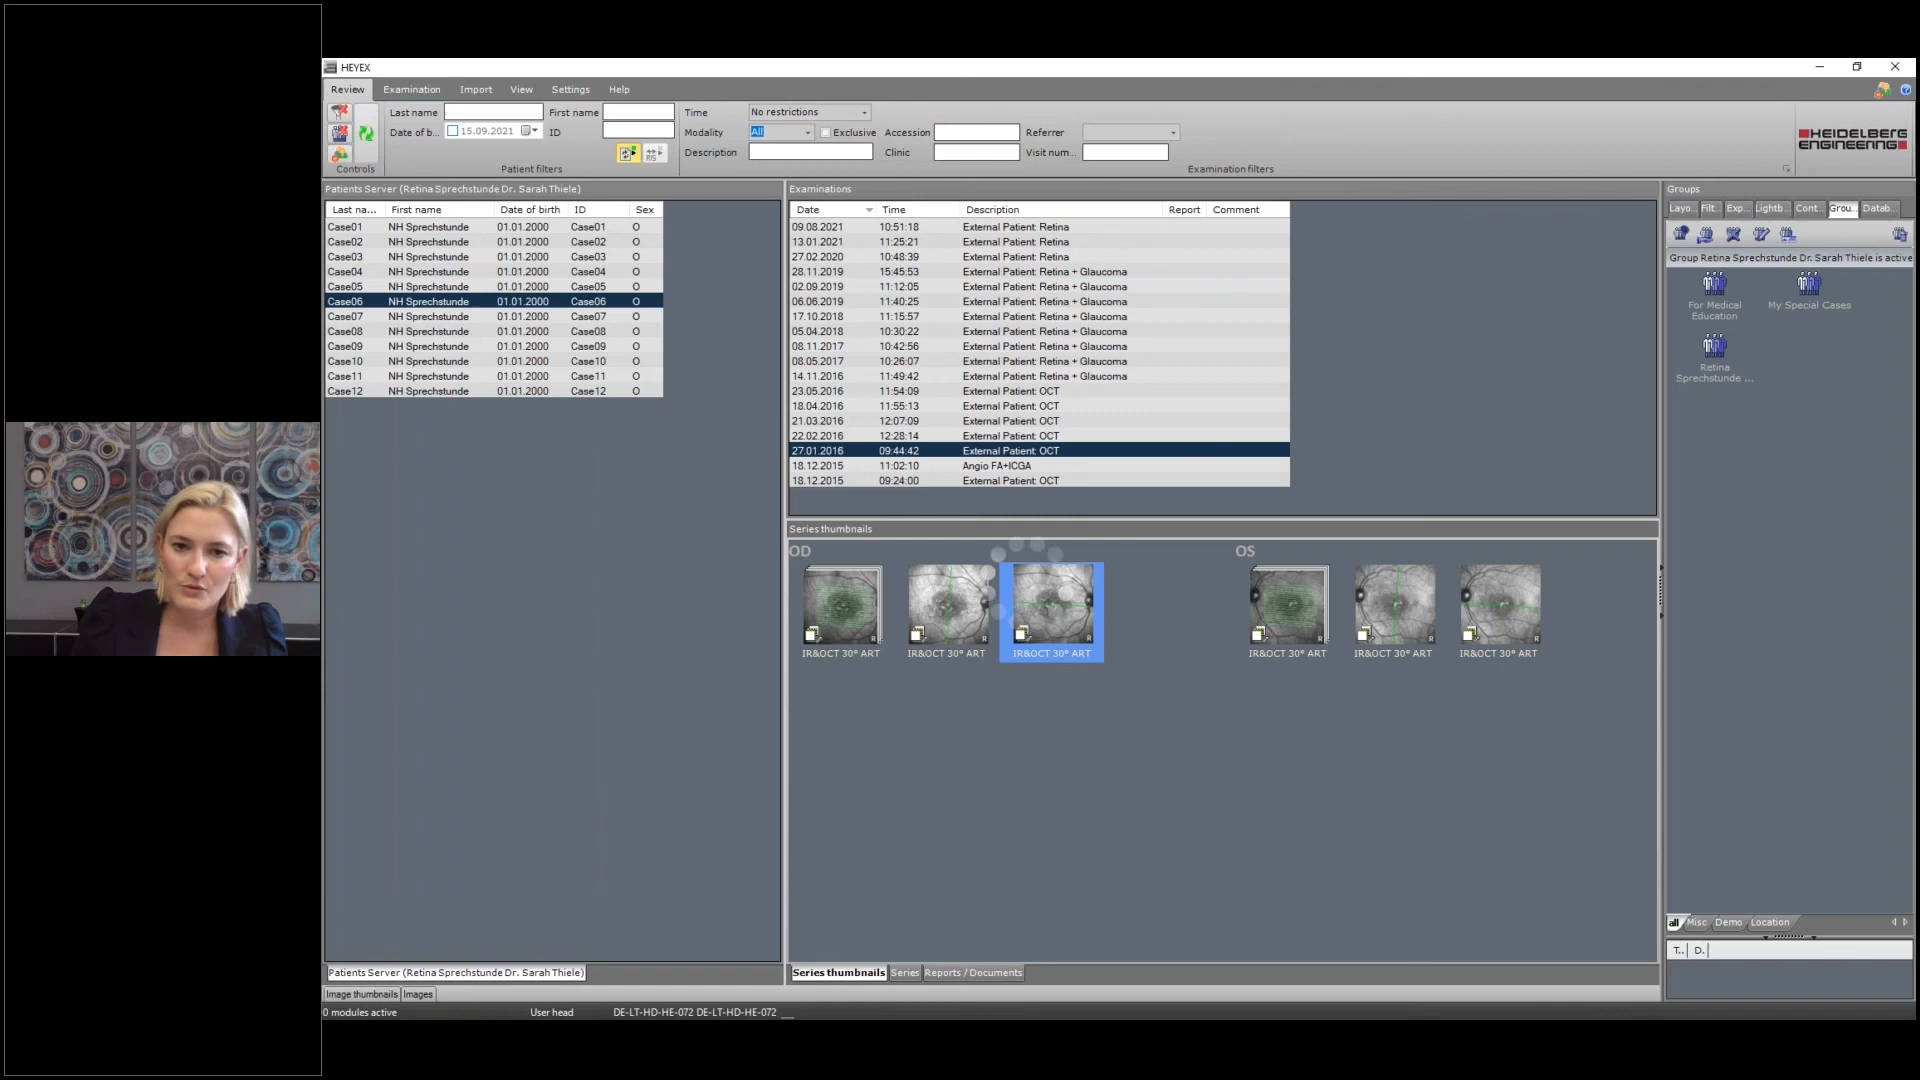 HEYEX
Review Examination Import View Settings Help
Last name First name Time No restrictions
Date of b... 15.09.2021 ID Modality All Exclusive Accession Referrer
Description Clinic Visit num...
Controls Patient filters Examination filters
HEIDELBERG
ENGINEERING
Patients Server (Retina Sprechstunde Dr. Sarah Thiele)
Last na... First name Date of birth ID Sex
Case01 NH Sprechstunde 01.01.2000 Case01 O
Case02 NH Sprechstunde 01.01.2000 Case02 O
Case03 NH Sprechstunde 01.01.2000 Case03 O
Case04 NH Sprechstunde 01.01.2000 Case04 O
Case05 NH Sprechstunde 01.01.2000 Case05 O
Case06 NH Sprechstunde 01.01.2000 Case06 O
Case07 NH Sprechstunde 01.01.2000 Case07 O
Case08 NH Sprechstunde 01.01.2000 Case08 O
Case09 NH Sprechstunde 01.01.2000 Case09 O
Case10 NH Sprechstunde 01.01.2000 Case10 O
Case11 NH Sprechstunde 01.01.2000 Case11 O
Case12 NH Sprechstunde 01.01.2000 Case12 O
Examinations
Date Time Description Report Comment
09.08.2021 10:51:18 External Patient: Retina
13.01.2021 11:25:21 External Patient: Retina
27.02.2020 10:48:39 External Patient: Retina
28.11.2019 15:45:53 External Patient: Retina + Glaucoma
02.09.2019 11:12:05 External Patient: Retina + Glaucoma
06.06.2019 11:40:25 External Patient: Retina + Glaucoma
17.10.2018 11:15:57 External Patient: Retina + Glaucoma
05.04.2018 10:30:22 External Patient: Retina + Glaucoma
08.11.2017 10:42:56 External Patient: Retina + Glaucoma
08.05.2017 10:26:07 External Patient: Retina + Glaucoma
14.11.2016 11:49:42 External Patient: Retina + Glaucoma
23.05.2016 11:54:09 External Patient: OCT
18.04.2016 11:55:13 External Patient: OCT
21.03.2016 12:07:09 External Patient: OCT
22.02.2016 12:28:14 External Patient: OCT
27.01.2016 09:44:42 External Patient: OCT
18.12.2015 11:02:10 Angio FA+ICGA
18.12.2015 09:24:00 External Patient: OCT
Series thumbnails
OD OS
IR&OCT 30° ART IR&OCT 30° ART IR&OCT 30° ART IR&OCT 30° ART IR&OCT 30° ART IR&OCT 30° ART
Groups
Layo... Filt... Exp... Lightb... Cont... Grou... Datab...
Group Retina Sprechstunde Dr. Sarah Thiele is active
For Medical
Education
My Special Cases
Retina
Sprechstunde ...
all Misc Demo Location
T.. D.
Patients Server (Retina Sprechstunde Dr. Sarah Thiele)
Series thumbnails Series Reports / Documents
Image thumbnails Images
0 modules active User head DE-LT-HD-HE-072 DE-LT-HD-HE-072